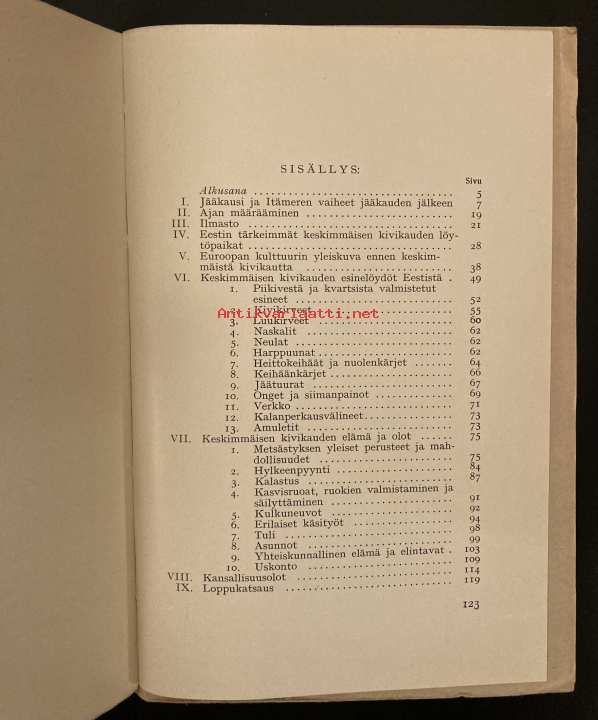 SISÄLLYS:
Sivu
Alkusana 5
I. Jääkausi ja Itämeren vaiheet jääkauden jälkeen 7
II. Ajan määrääminen 19
III. Ilmasto 21
IV. Eestin tärkeimmät keskimmäisen kivikauden löy-
töpaikat 28
V. Euroopan kulttuurin yleiskuva ennen keskim-
mäistä kivikautta 38
VI. Keskimmäisen kivikauden esinelöydöt Eestistä . 49
1. Piikivestä ja kvartsista valmistetut
esineet 52
2. Kivikirveet 55
Antikvariaatti.net
3. Luukirveet 60
4. Naskalit 62
5. Neulat 62
6. Harppuunat 62
7. Heittokeihäät ja nuolenkärjet 64
8. Keihäänkärjet 66
9. Jäätuurat 67
10. Onget ja siimanpainot 69
11. Verkko 71
12. Kalanperkausvälineet 73
13. Amuletit 73
VII. Keskimmäisen kivikauden elämä ja olot 75
1. Metsästyksen yleiset perusteet ja mah-
dollisuudet 75
2. Hylkeenpyynti 84
3. Kalastus 87
4. Kasvisruoat, ruokien valmistaminen ja
säilyttäminen 91
5. Kulkuneuvot 92
6. Erilaiset käsityöt 94
7. Tuli 98
8. Asunnot 99
9. Yhteiskunnallinen elämä ja elintavat . 103
10. Uskonto 109
VIII. Kansallisuusolot 114
IX. Loppukatsaus 119
123